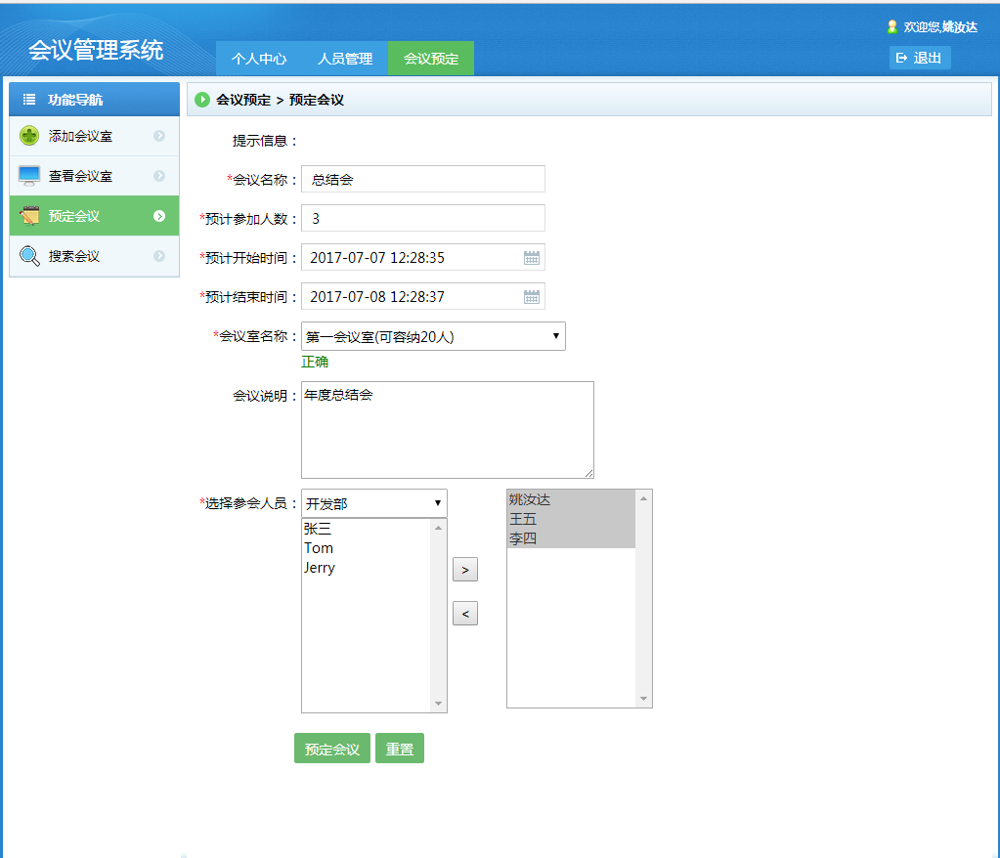 欢迎您,姚汝达
会议管理系统
个人中心 人员管理 会议预定
退出
功能导航
添加会议室
查看会议室
预定会议
搜索会议
会议预定 > 预定会议
提示信息：
*会议名称： 总结会
*预计参加人数： 3
*预计开始时间： 2017-07-07 12:28:35
*预计结束时间： 2017-07-08 12:28:37
*会议室名称： 第一会议室(可容纳20人)
正确
会议说明： 年度总结会
*选择参会人员： 开发部
张三
Tom
Jerry
>
<
姚汝达
王五
李四
预定会议 重置